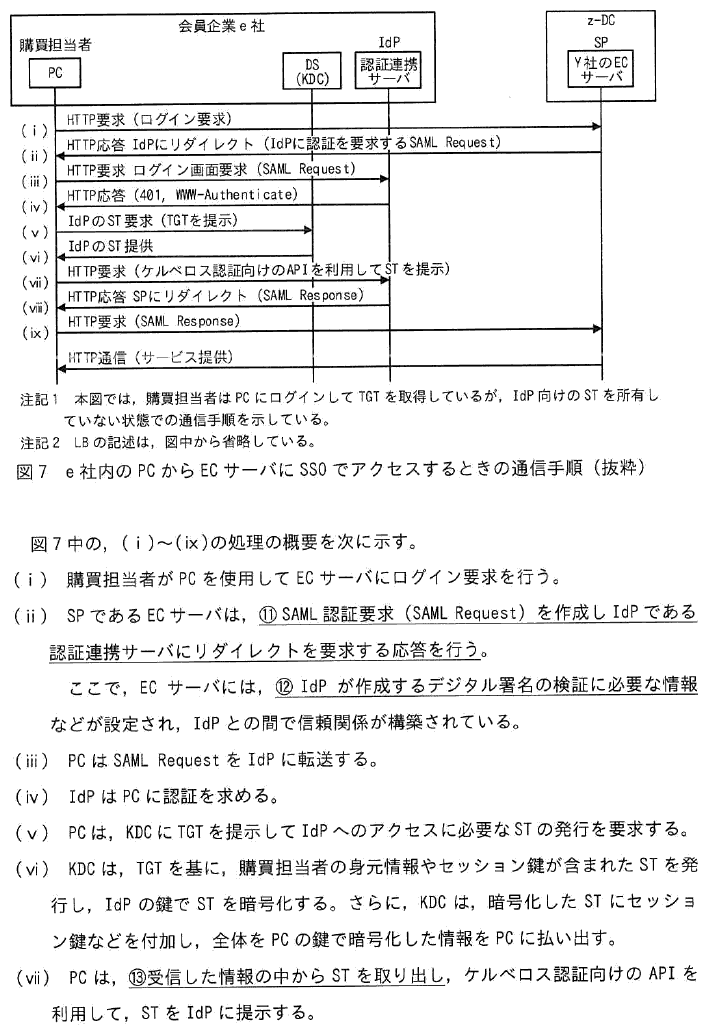 会員企業e社
z-DC
購買担当者
IdP
SP
PC
DS
(KDC)
認証連携
サーバ
Y社のEC
サーバ
(i) HTTP要求（ログイン要求）
(ii) HTTP応答 IdPにリダイレクト（IdPに認証を要求するSAML Request）
(iii) HTTP要求 ログイン画面要求（SAML Request）
(iv) HTTP応答（401, WWW-Authenticate）
(v) IdPのST要求（TGTを提示）
(vi) IdPのST提供
(vii) HTTP要求（ケルベロス認証向けのAPIを利用してSTを提示）
(viii) HTTP応答 SPにリダイレクト（SAML Response）
(ix) HTTP要求（SAML Response）
HTTP通信（サービス提供）
注記1　本図では，購買担当者はPCにログインしてTGTを取得しているが，IdP向けのSTを所有し
ていない状態での通信手順を示している。
注記2　LBの記述は，図中から省略している。
図7　e社内のPCからECサーバにSSOでアクセスするときの通信手順（抜粋）
図7中の，(i)～(ix)の処理の概要を次に示す。
(i)　購買担当者がPCを使用してECサーバにログイン要求を行う。
(ii)　SPであるECサーバは，⑪SAML認証要求（SAML Request）を作成しIdPである
認証連携サーバにリダイレクトを要求する応答を行う。
ここで，ECサーバには，⑫IdPが作成するデジタル署名の検証に必要な情報
などが設定され，IdPとの間で信頼関係が構築されている。
(iii)　PCはSAML RequestをIdPに転送する。
(iv)　IdPはPCに認証を求める。
(v)　PCは，KDCにTGTを提示してIdPへのアクセスに必要なSTの発行を要求する。
(vi)　KDCは，TGTを基に，購買担当者の身元情報やセッション鍵が含まれたSTを発
行し，IdPの鍵でSTを暗号化する。さらに，KDCは，暗号化したSTにセッショ
ン鍵などを付加し，全体をPCの鍵で暗号化した情報をPCに払い出す。
(vii)　PCは，⑬受信した情報の中からSTを取り出し，ケルベロス認証向けのAPIを
利用して，STをIdPに提示する。